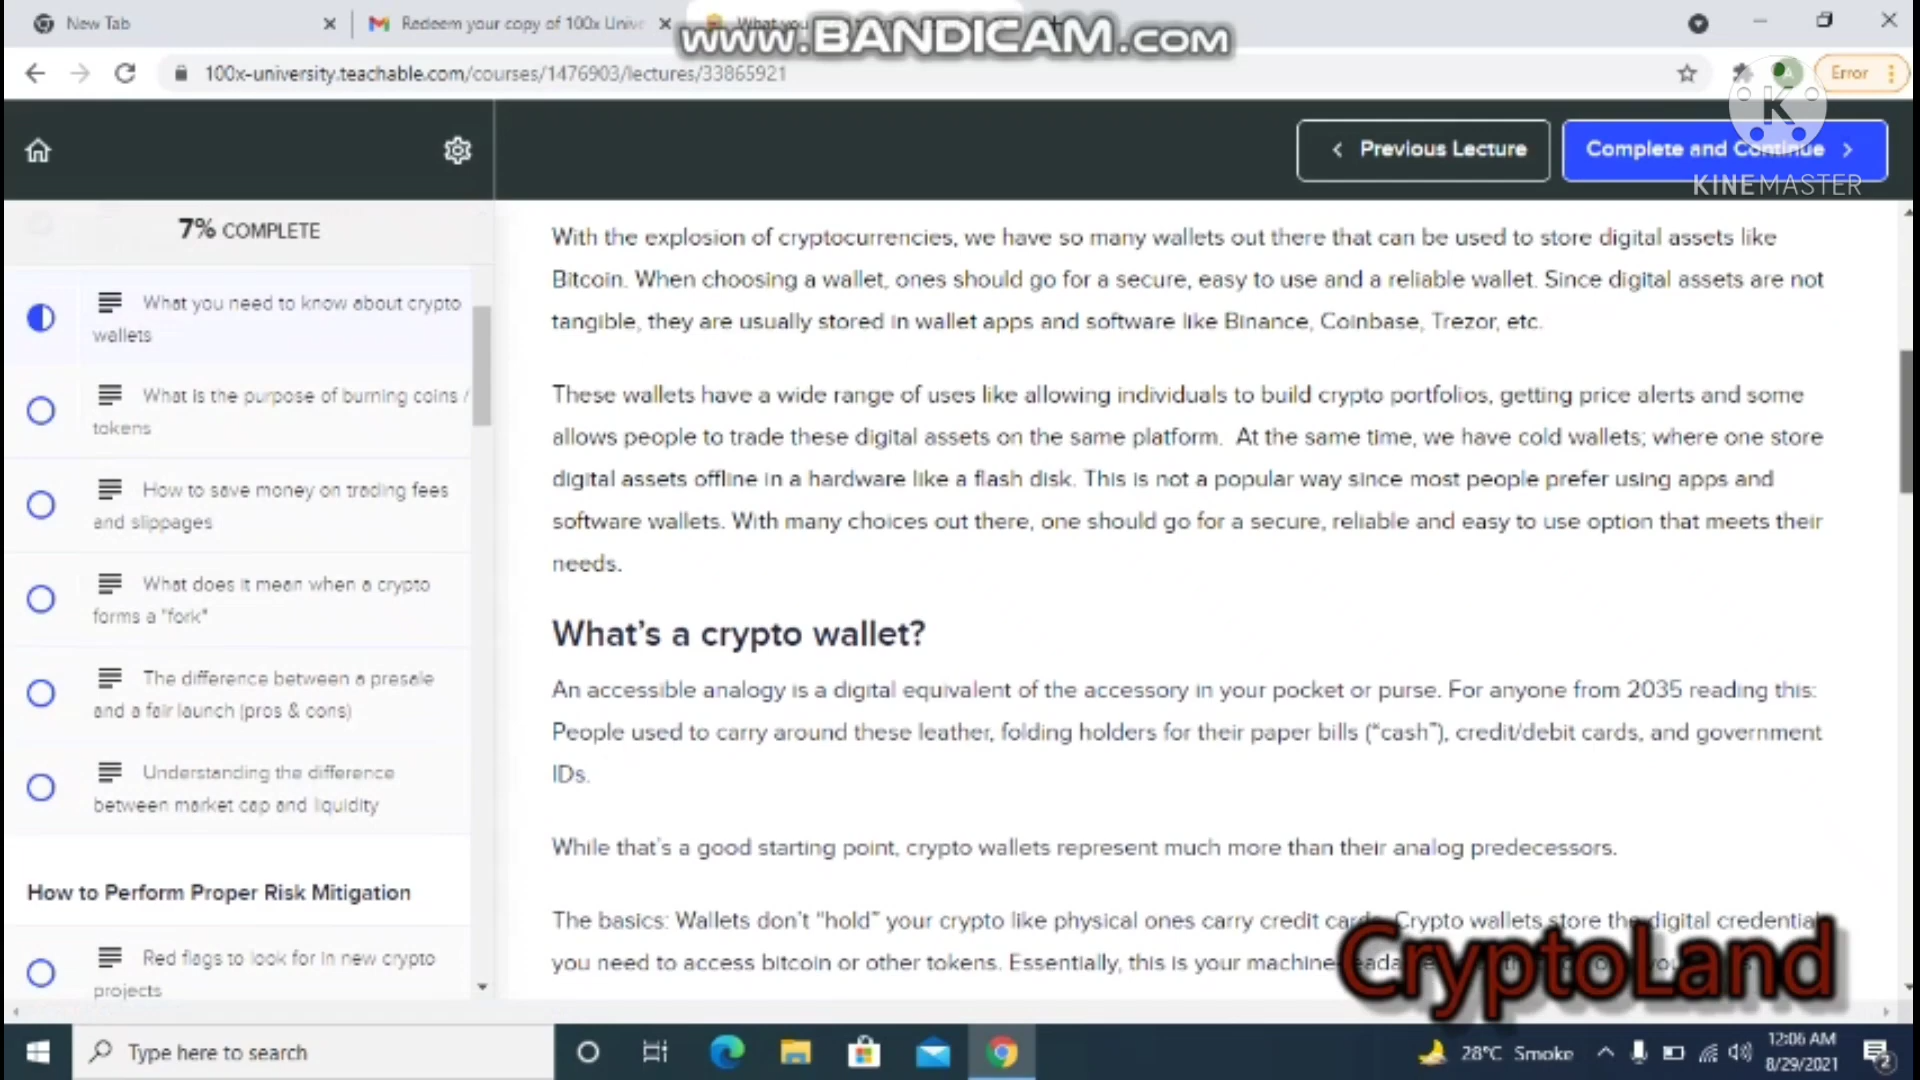 New Tab
Redeem your copy of 100x Unive
What you
www.BANDICAM.com
100x-university.teachable.com/courses/1476903/lectures/33865921
Error
K
Previous Lecture
Complete and Continue
KINEMASTER
7% COMPLETE
What you need to know about crypto
wallets
What is the purpose of burning coins /
tokens
How to save money on trading fees
and slippages
What does it mean when a crypto
forms a "fork"
The difference between a presale
and a fair launch (pros & cons)
Understanding the difference
between market cap and liquidity
How to Perform Proper Risk Mitigation
Red flags to look for in new crypto
projects
With the explosion of cryptocurrencies, we have so many wallets out there that can be used to store digital assets like
Bitcoin. When choosing a wallet, ones should go for a secure, easy to use and a reliable wallet. Since digital assets are not
tangible, they are usually stored in wallet apps and software like Binance, Coinbase, Trezor, etc.
These wallets have a wide range of uses like allowing individuals to build crypto portfolios, getting price alerts and some
allows people to trade these digital assets on the same platform. At the same time, we have cold wallets; where one store
digital assets offline in a hardware like a flash disk. This is not a popular way since most people prefer using apps and
software wallets. With many choices out there, one should go for a secure, reliable and easy to use option that meets their
needs.
What's a crypto wallet?
An accessible analogy is a digital equivalent of the accessory in your pocket or purse. For anyone from 2035 reading this:
People used to carry around these leather, folding holders for their paper bills ("cash"), credit/debit cards, and government
IDs.
While that's a good starting point, crypto wallets represent much more than their analog predecessors.
The basics: Wallets don't "hold" your crypto like physical ones carry credit cards. Crypto wallets store the digital credential
you need to access bitcoin or other tokens. Essentially, this is your machine-
CryptoLand
Type here to search
28°C Smoke
12:06 AM
8/29/2021
2